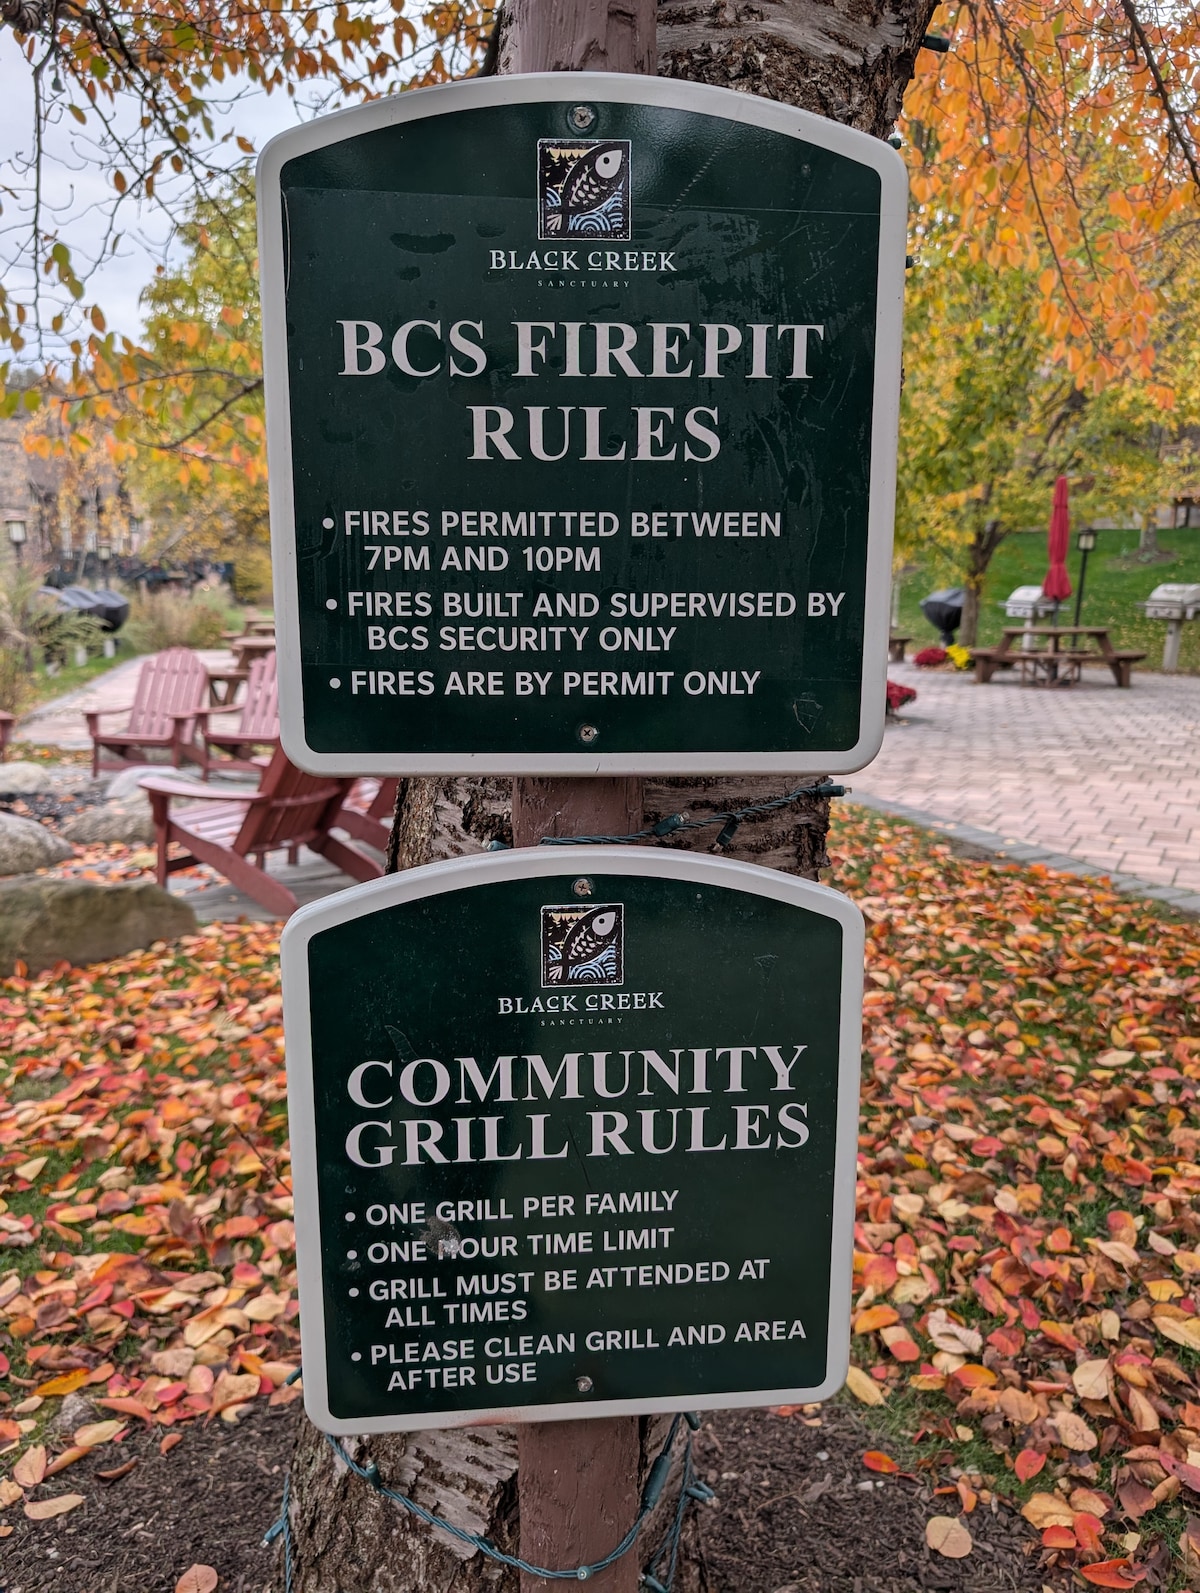 BLACK CREEK
SANCTUARY
BCS FIREPIT
RULES
• FIRES PERMITTED BETWEEN
7PM AND 10PM
• FIRES BUILT AND SUPERVISED BY
BCS SECURITY ONLY
• FIRES ARE BY PERMIT ONLY
BLACK CREEK
SANCTUARY
COMMUNITY
GRILL RULES
• ONE GRILL PER FAMILY
• ONE HOUR TIME LIMIT
• GRILL MUST BE ATTENDED AT
ALL TIMES
• PLEASE CLEAN GRILL AND AREA
AFTER USE